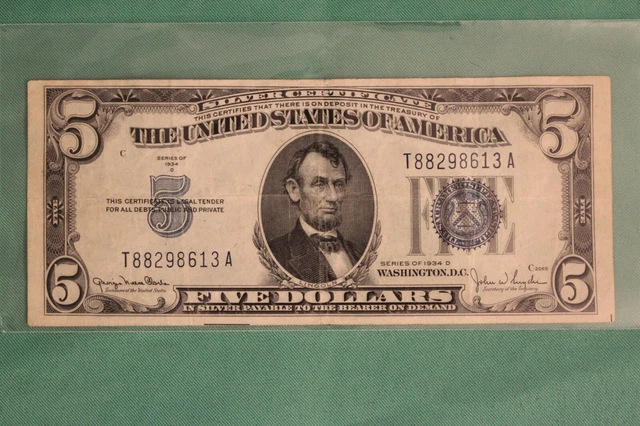 SILVER CERTIFICATE
THIS CERTIFIES THAT THERE IS ON DEPOSIT IN THE TREASURY OF
THE UNITED STATES OF AMERICA
5
5
C
SERIES OF
1934
D
T88298613 A
5
FIVE
THIS CERTIFICATE IS LEGAL TENDER
FOR ALL DEBTS PUBLIC AND PRIVATE
T88298613 A
SERIES OF 1934 D
WASHINGTON, D.C.
LINCOLN
5
5
FIVE DOLLARS
IN SILVER PAYABLE TO THE BEARER ON DEMAND